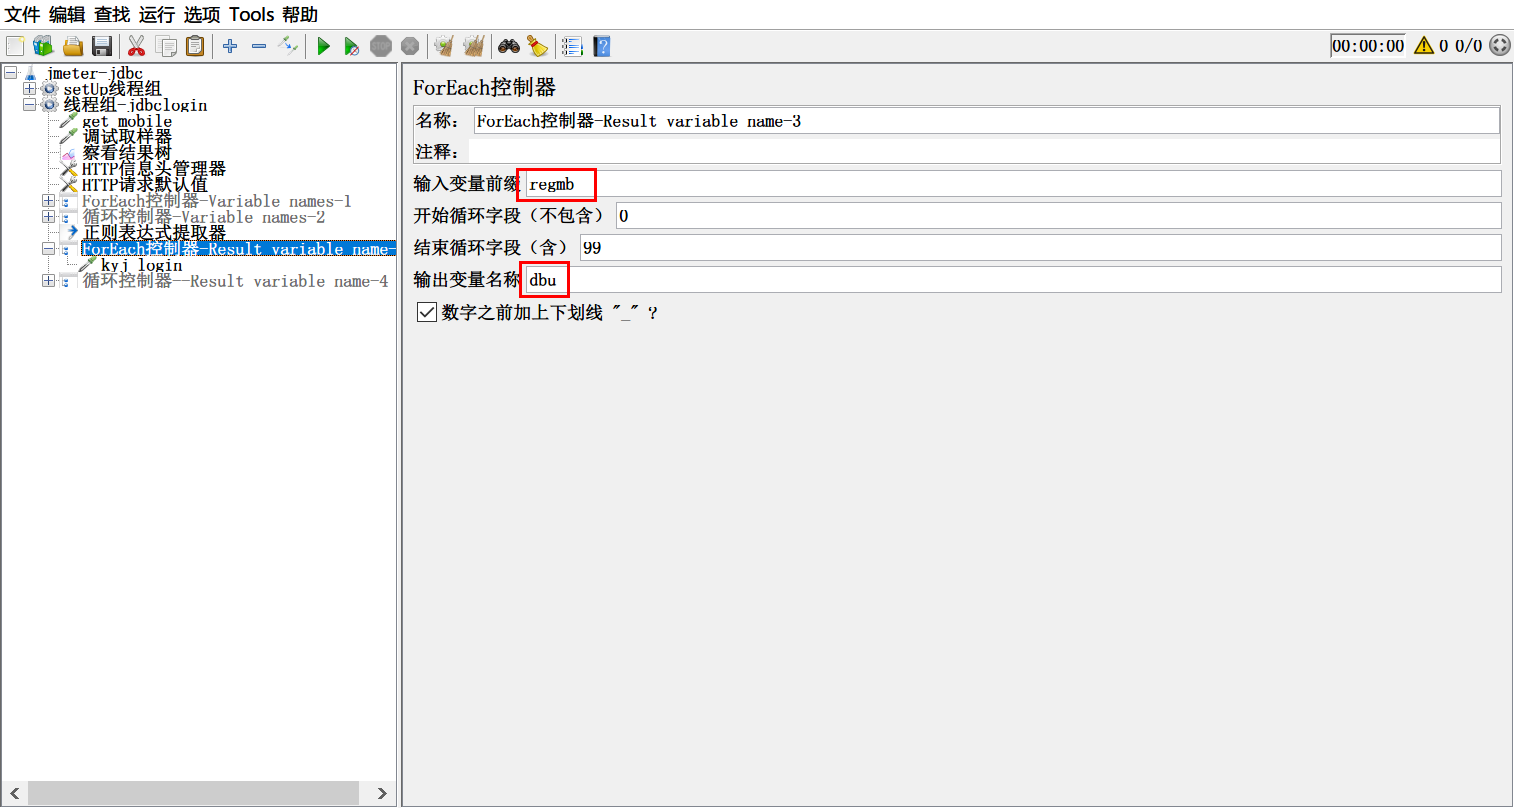 文件 编辑 查找 运行 选项 Tools 帮助
STOP
00:00:00 0 0/0
jmeter-jdbc
setUp线程组
线程组-jdbclogin
get mobile
调试取样器
察看结果树
HTTP信息头管理器
HTTP请求默认值
ForEach控制器-Variable names-1
循环控制器-Variable names-2
正则表达式提取器
ForEach控制器-Result variable name-
kyj login
循环控制器--Result variable name-4
ForEach控制器
名称： ForEach控制器-Result variable name-3
注释：
输入变量前缀 regmb
开始循环字段（不包含） 0
结束循环字段（含） 99
输出变量名称 dbu
数字之前加上下划线 "_" ?